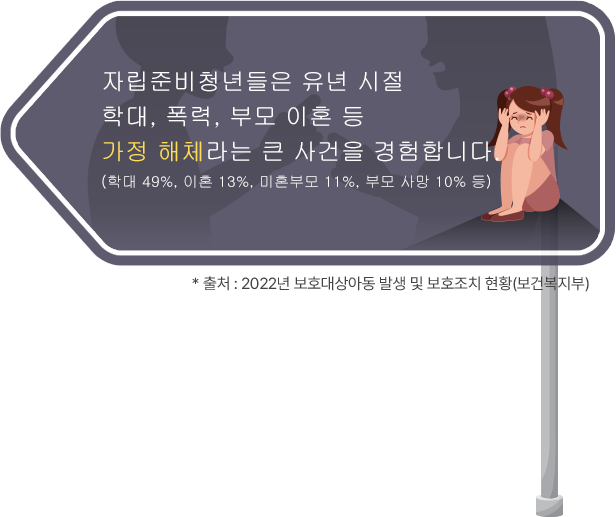 자립준비청년들은 유년 시절
학대, 폭력, 부모 이혼 등
가정 해체라는 큰 사건을 경험합니다.
(학대 49%, 이혼 13%, 미혼부모 11%, 부모 사망 10% 등)
* 출처 : 2022년 보호대상아동 발생 및 보호조치 현황(보건복지부)